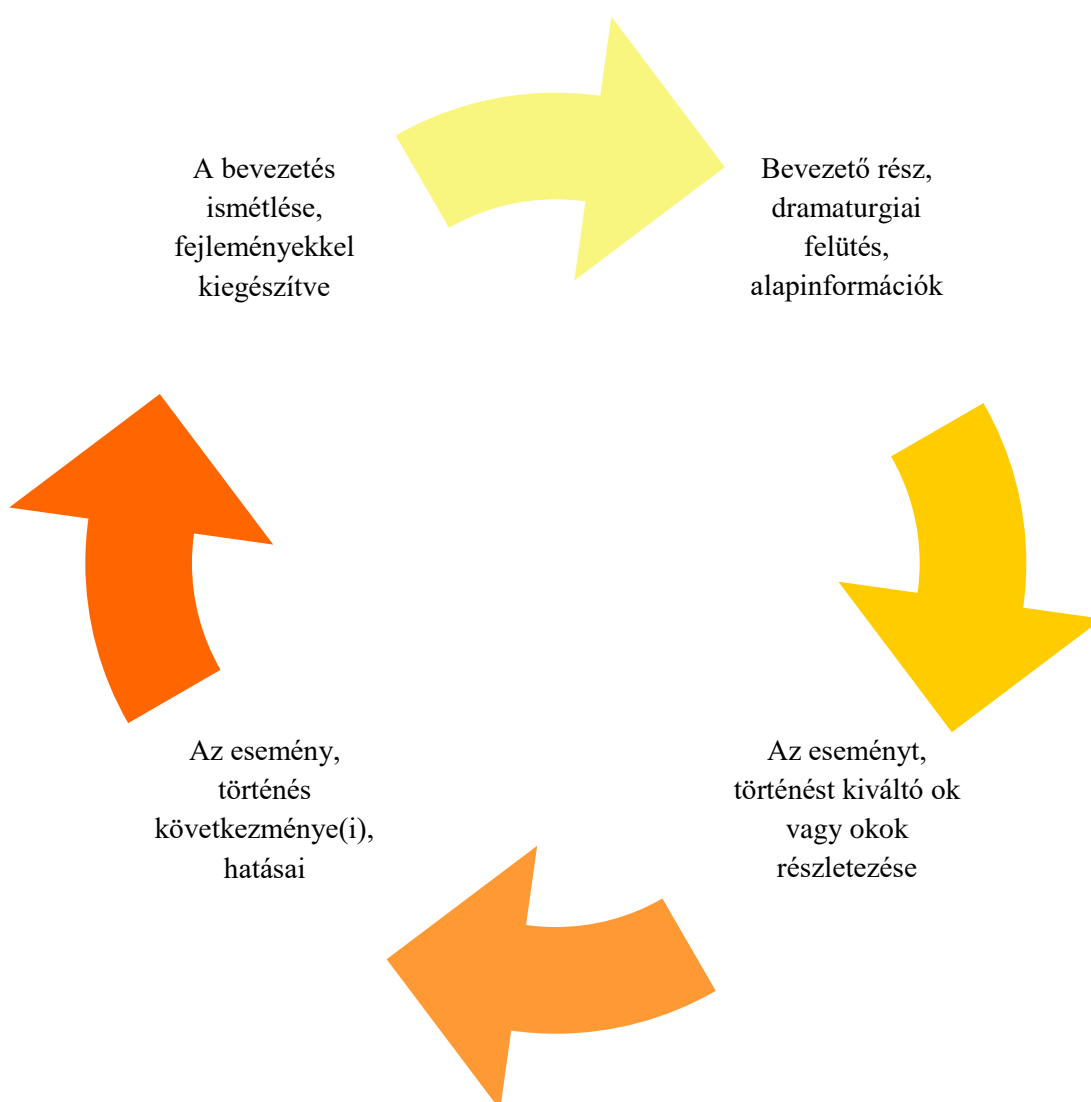 A bevezetés
ismétlése,
fejleményekkel
kiegészítve
Bevezető rész,
dramaturgiai
felütés,
alapinformációk
Az eseményt,
történést kiváltó ok
vagy okok
részletezése
Az esemény,
történés
következménye(i),
hatásai